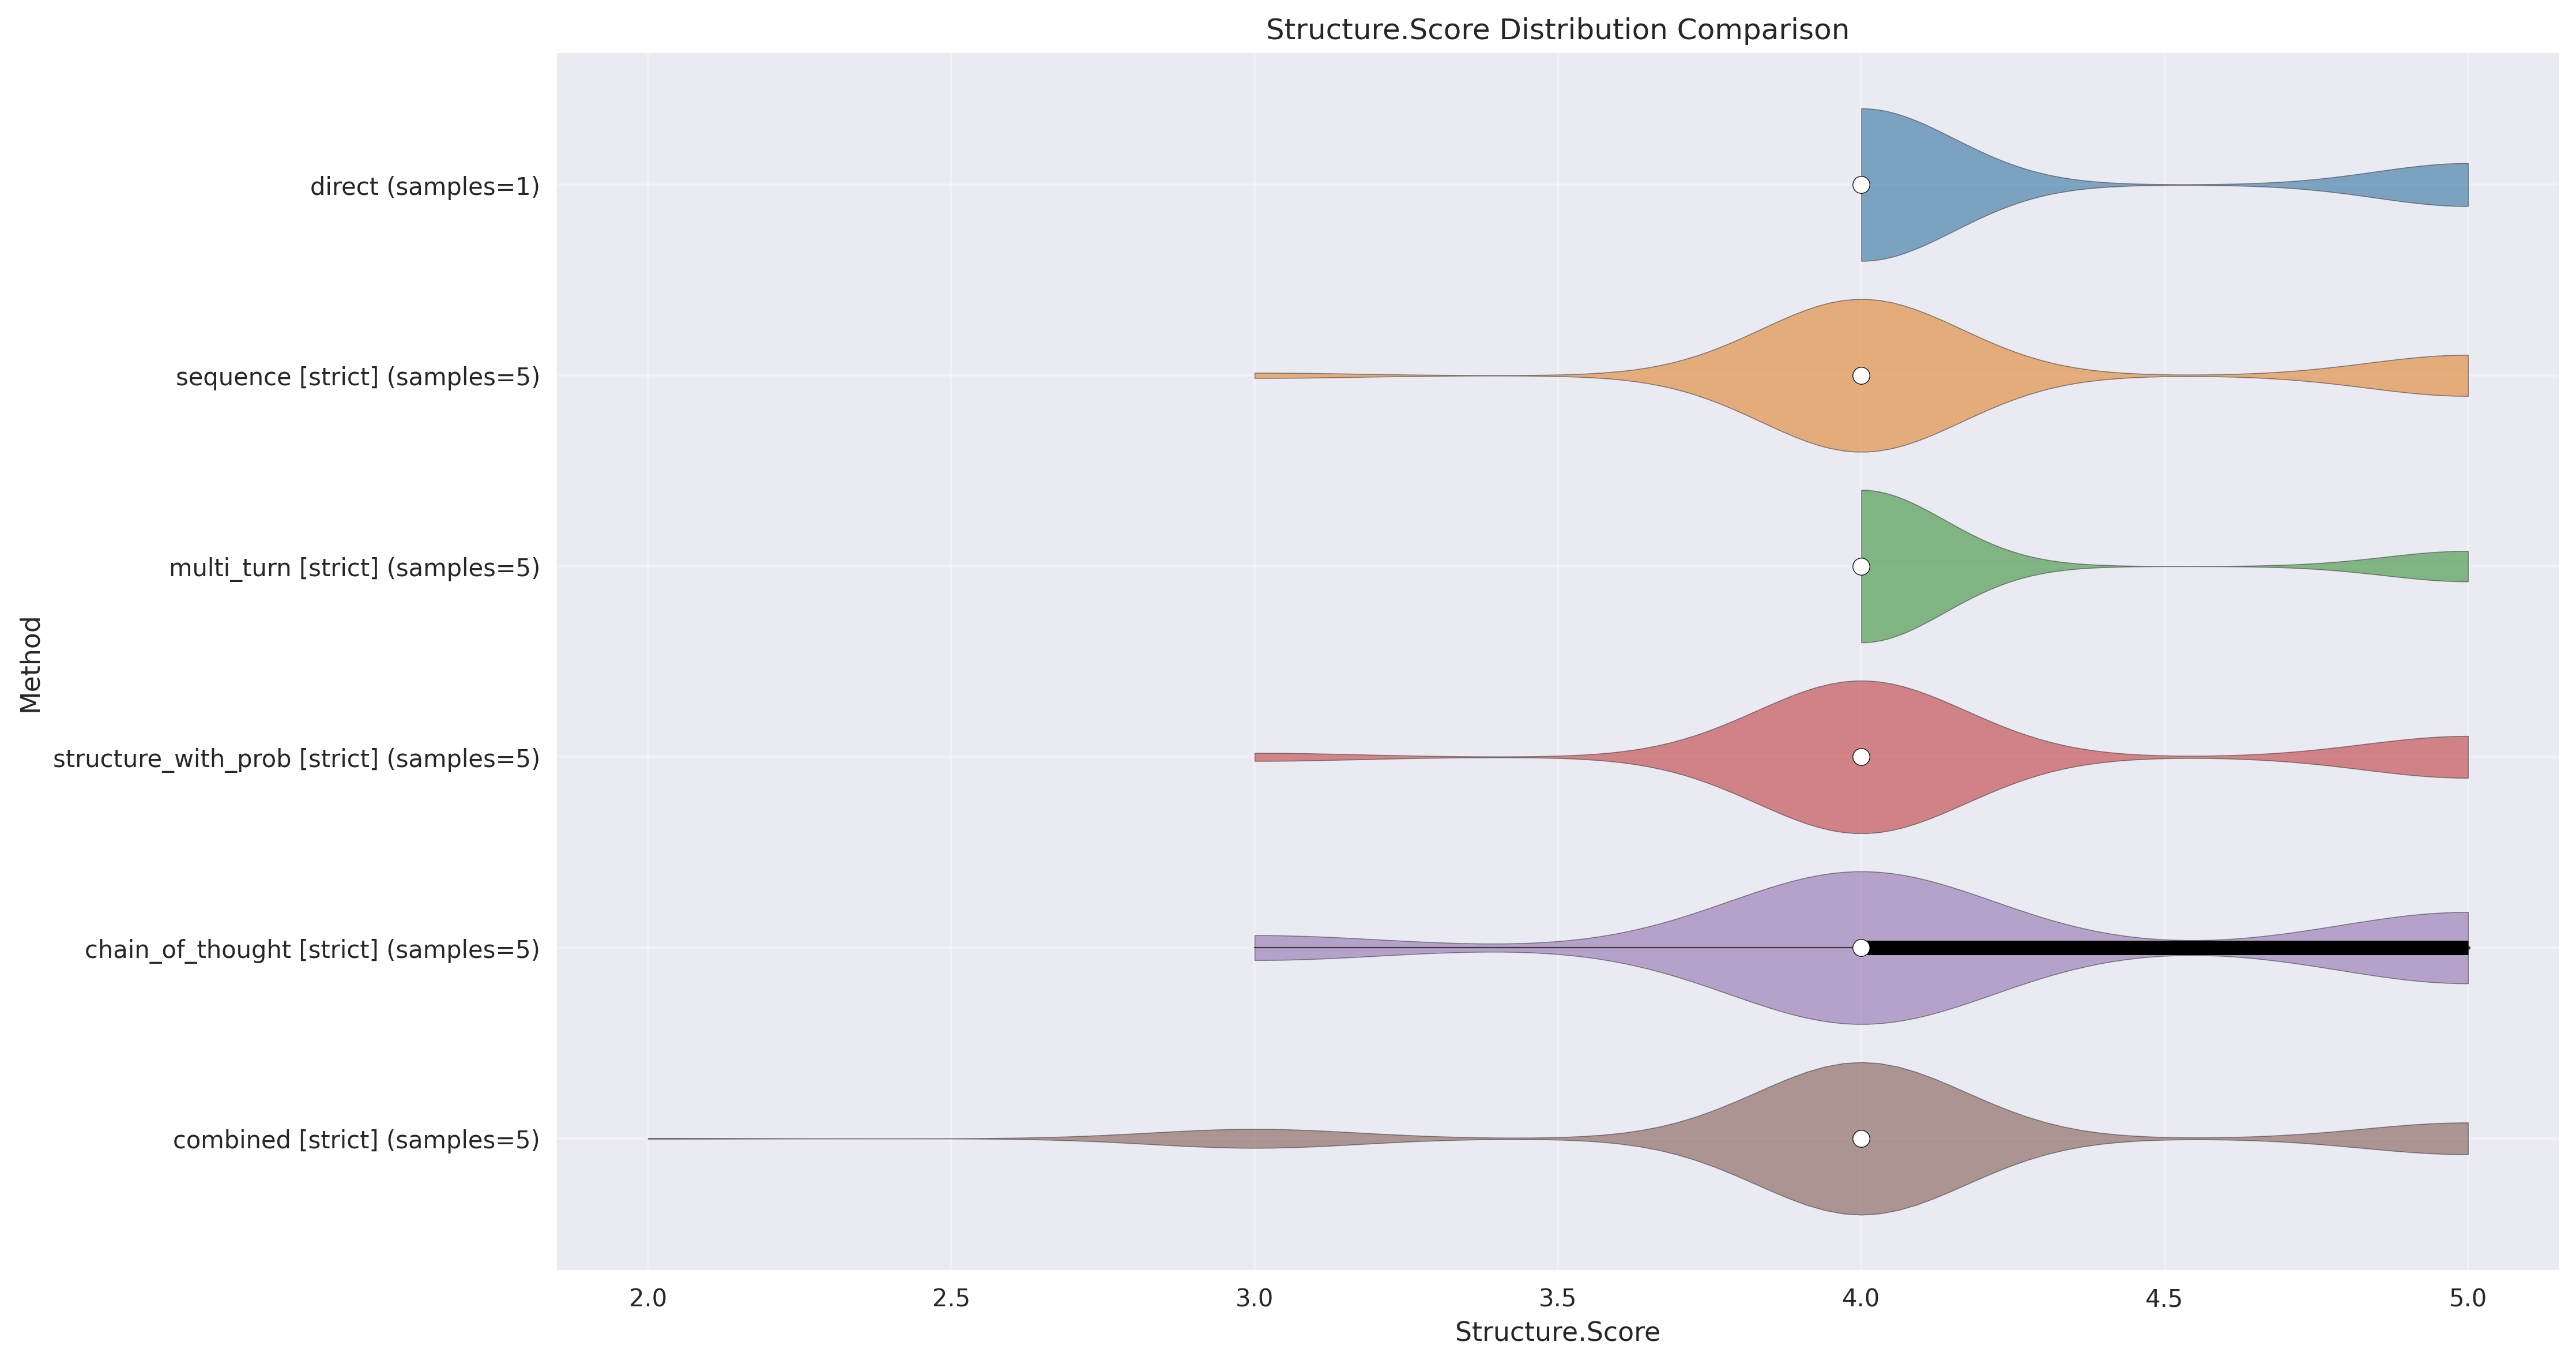 Structure.Score Distribution Comparison
Method
direct (samples=1)
sequence [strict] (samples=5)
multi_turn [strict] (samples=5)
structure_with_prob [strict] (samples=5)
chain_of_thought [strict] (samples=5)
combined [strict] (samples=5)
2.0 2.5 3.0 3.5 4.0 4.5 5.0
Structure.Score